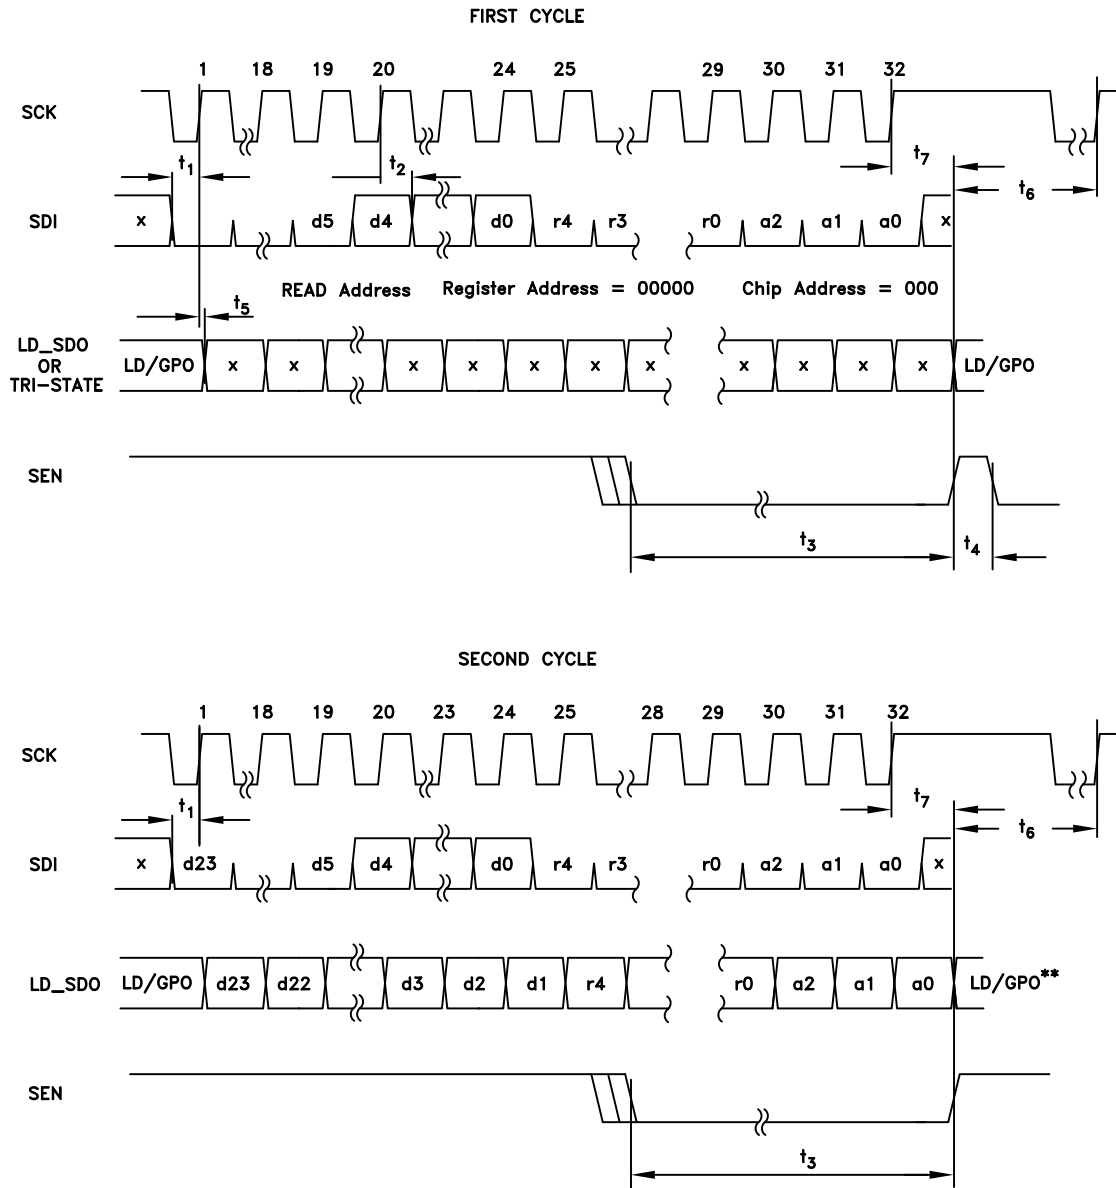 FIRST CYCLE
1 18 19 20 24 25 29 30 31 32
SCK
t1 t2 t7
t6
SDI x d5 d4 d0 r4 r3 r0 a2 a1 a0 x
READ Address Register Address = 00000 Chip Address = 000
t5
LD_SDO
OR
TRI-STATE
LD/GPO x x x x x x x x x x x LD/GPO
SEN
t3 t4
SECOND CYCLE
1 18 19 20 23 24 25 28 29 30 31 32
SCK
t1 t7
t6
SDI x d23 d5 d4 d0 r4 r3 r0 a2 a1 a0 x
LD_SDO LD/GPO d23 d22 d3 d2 d1 r4 r0 a2 a1 a0 LD/GPO**
SEN
t3